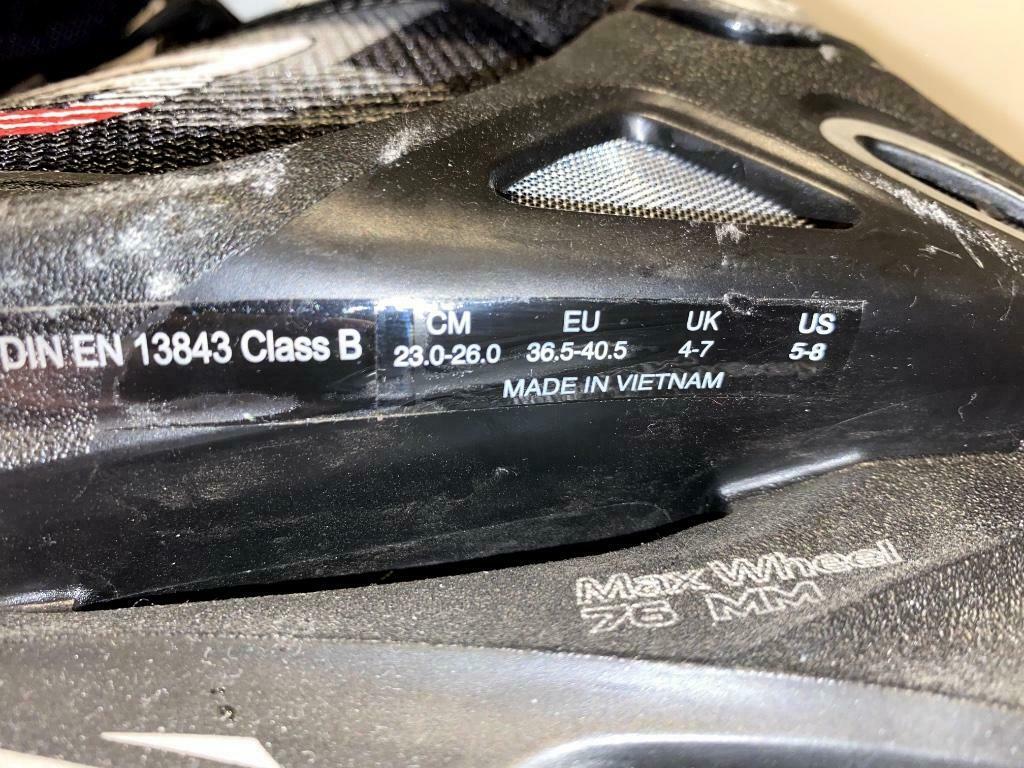 DIN EN 13843 Class B
CM EU UK US
23.0-26.0 36.5-40.5 4-7 5-8
MADE IN VIETNAM
Max Wheel
76 MM